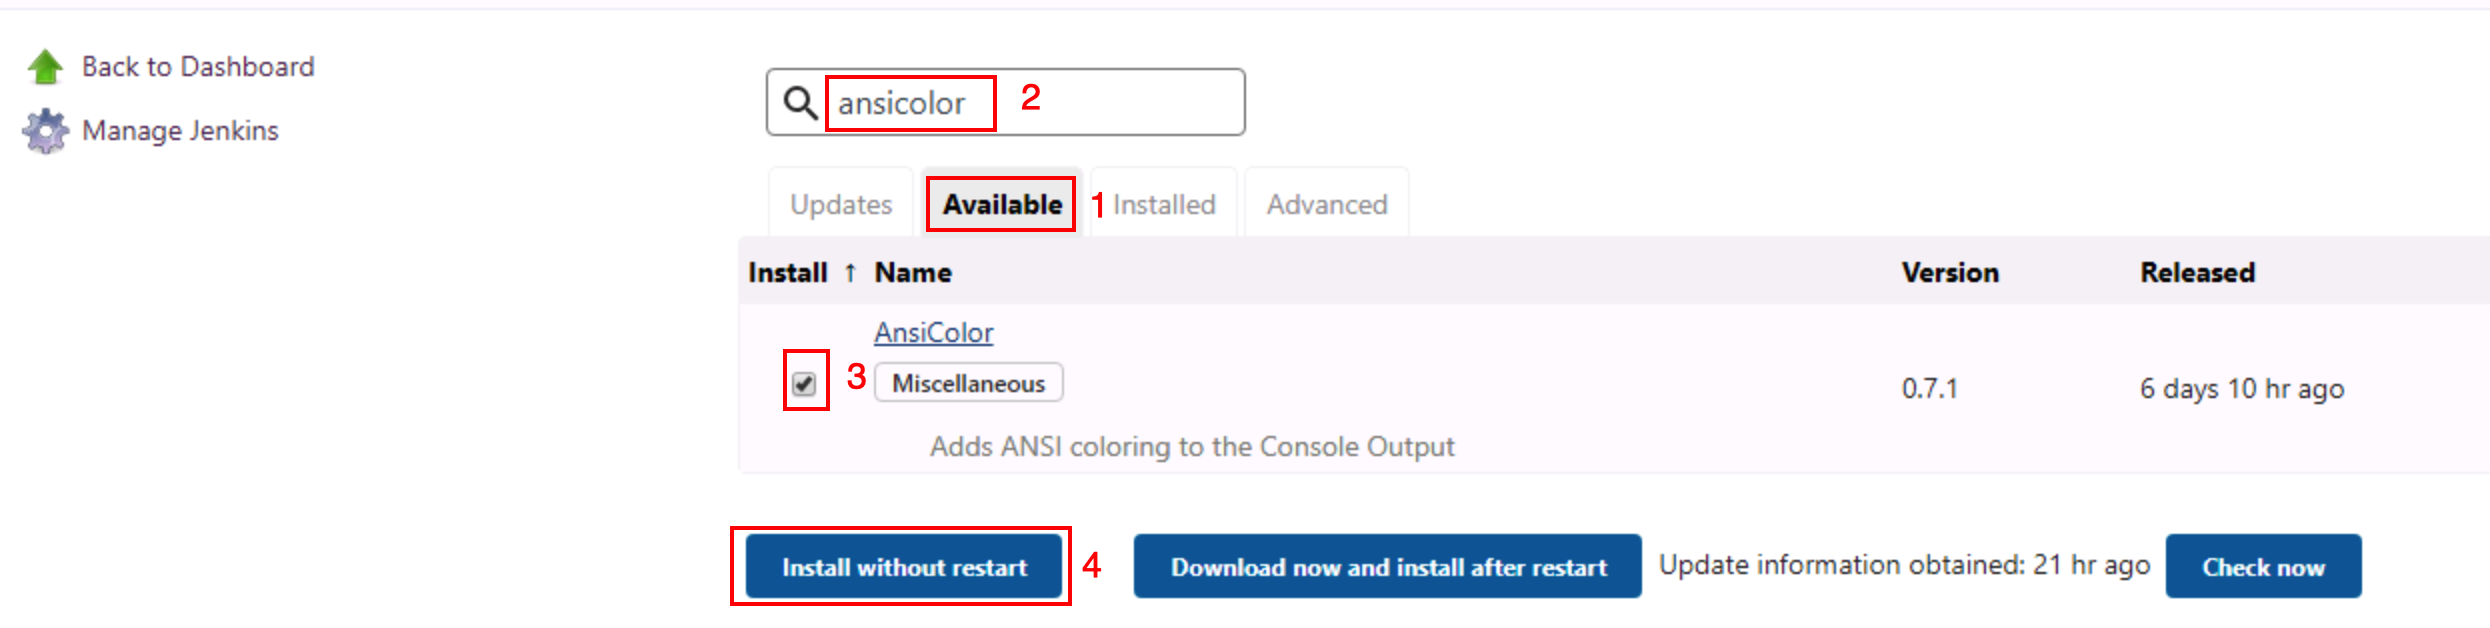 Back to Dashboard
Manage Jenkins
ansicolor 2
Updates Available 1 Installed Advanced
Install ↑ Name Version Released
AnsiColor
3 Miscellaneous 0.7.1 6 days 10 hr ago
Adds ANSI coloring to the Console Output
Install without restart 4 Download now and install after restart Update information obtained: 21 hr ago Check now